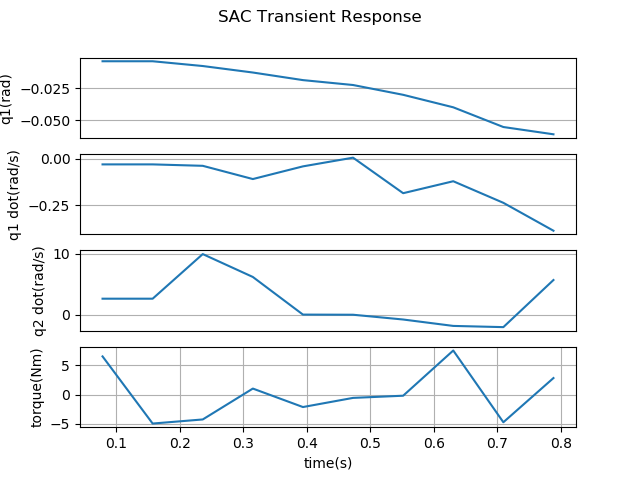 SAC Transient Response
q1(rad)
−0.025
−0.050
q1 dot(rad/s)
0.00
−0.25
q2 dot(rad/s)
10
0
torque(Nm)
5
0
−5
0.1 0.2 0.3 0.4 0.5 0.6 0.7 0.8
time(s)